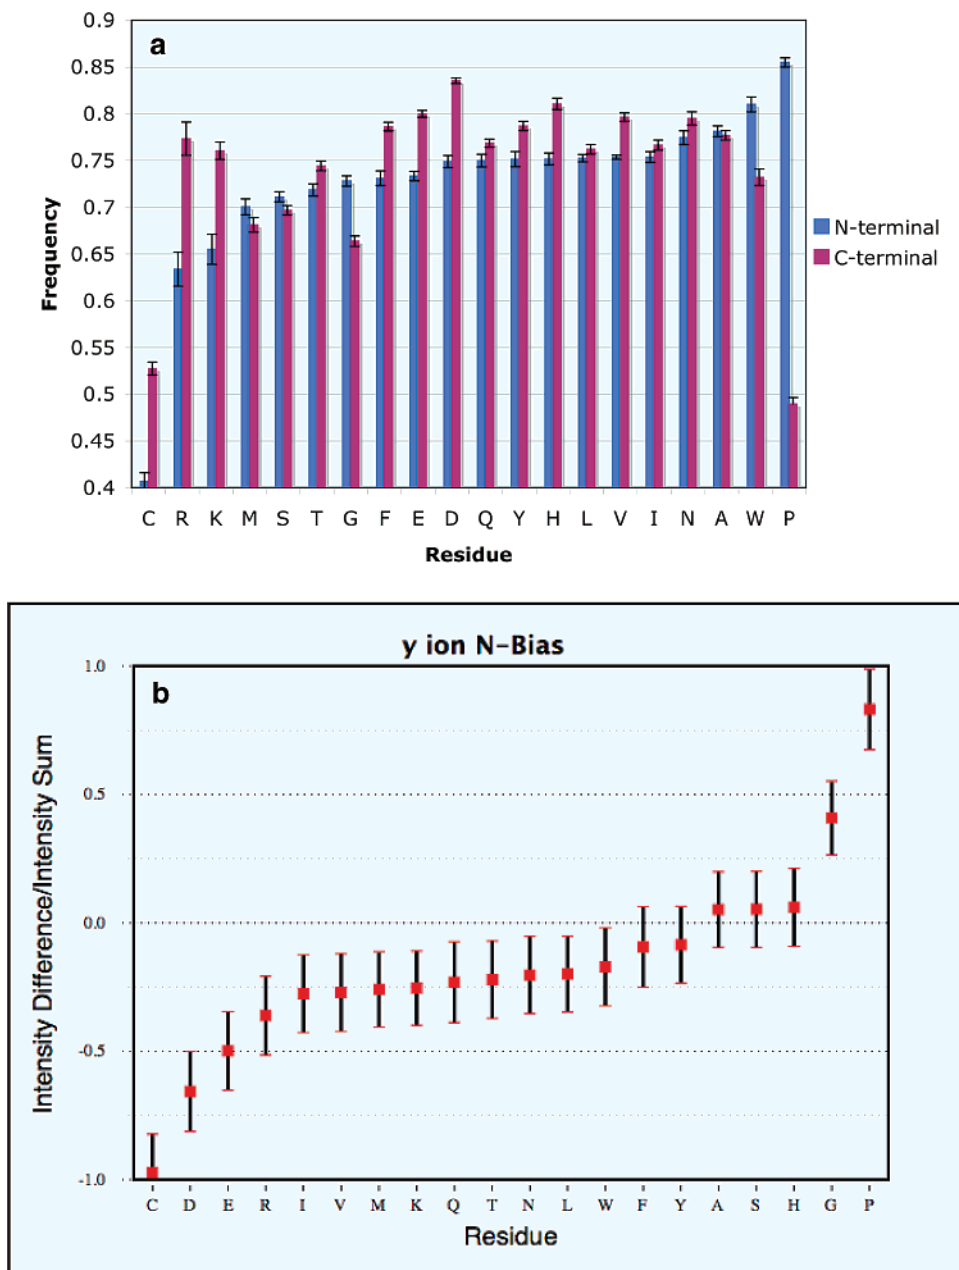 a
0.9
0.85
0.8
0.75
0.7
0.65
0.6
0.55
0.5
0.45
0.4
Frequency
C R K M S T G F E D Q Y H L V I N A W P
Residue
N-terminal
C-terminal
y ion N-Bias
b
1.0
0.5
0.0
-0.5
-1.0
Intensity Difference/Intensity Sum
C D E R I V M K Q T N L W F Y A S H G P
Residue